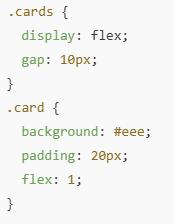 .cards {
  display: flex;
  gap: 10px;
}
.card {
  background: #eee;
  padding: 20px;
  flex: 1;
}